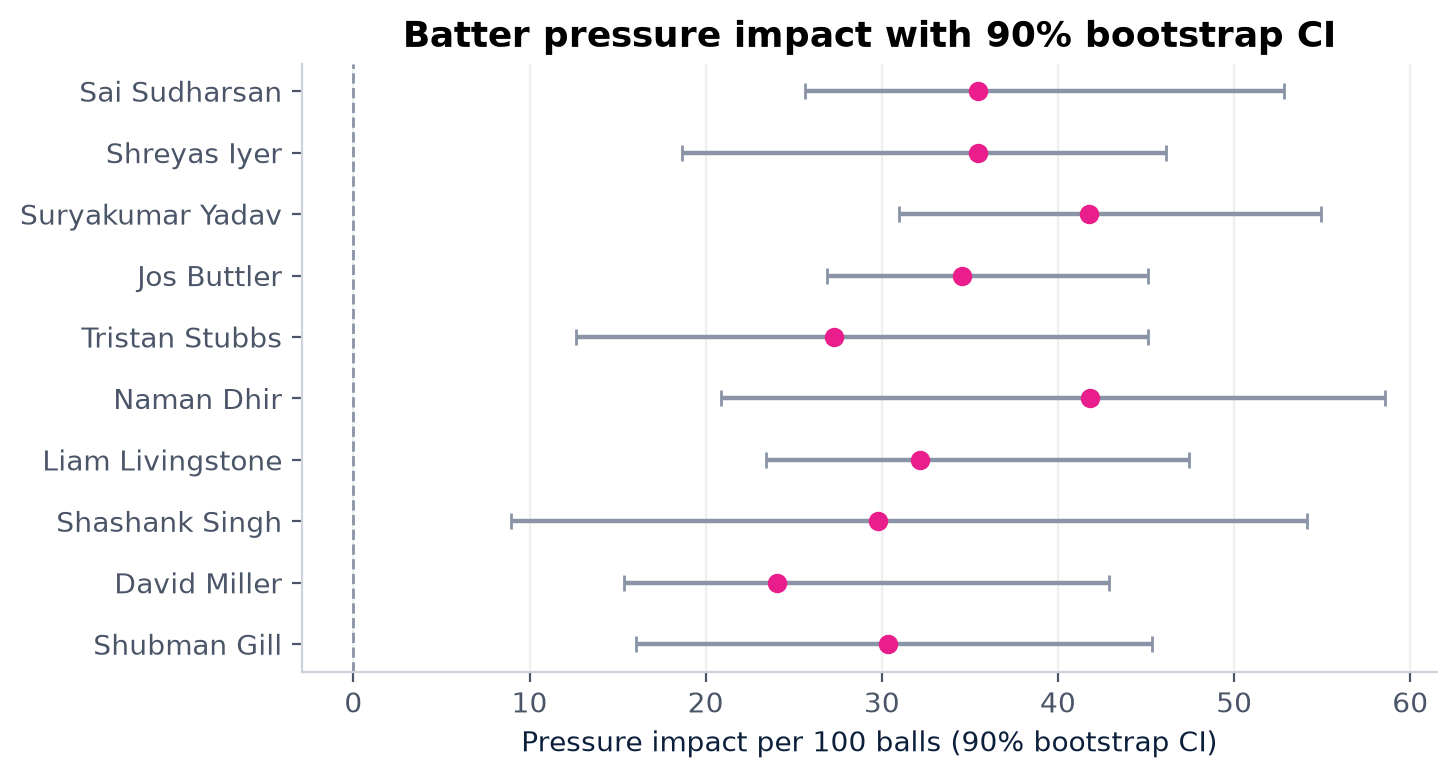 Batter pressure impact with 90% bootstrap CI
Sai Sudharsan
Shreyas Iyer
Suryakumar Yadav
Jos Buttler
Tristan Stubbs
Naman Dhir
Liam Livingstone
Shashank Singh
David Miller
Shubman Gill
0 10 20 30 40 50 60
Pressure impact per 100 balls (90% bootstrap CI)